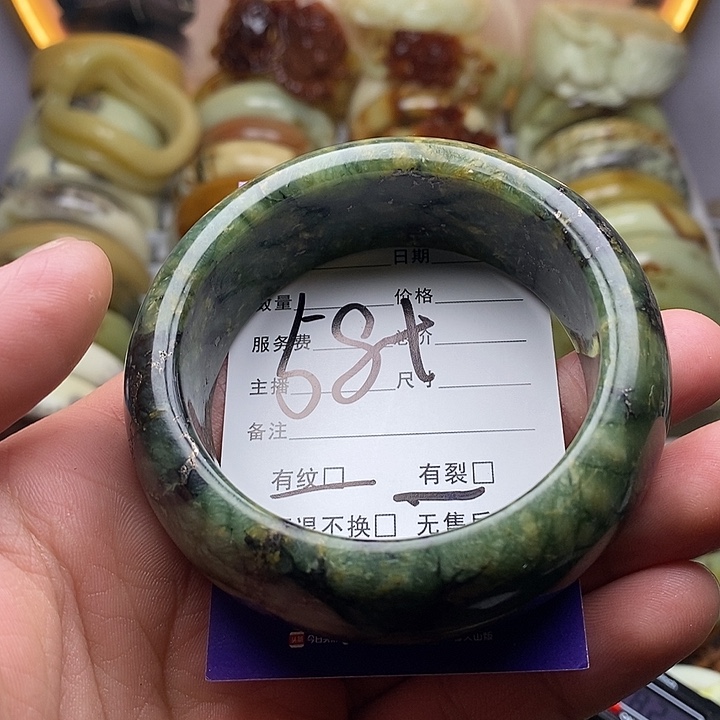 日期
数量 价格
服务费 总价
58t
主播 尺寸
备注
有纹□ 有裂□
退不换□ 无售后